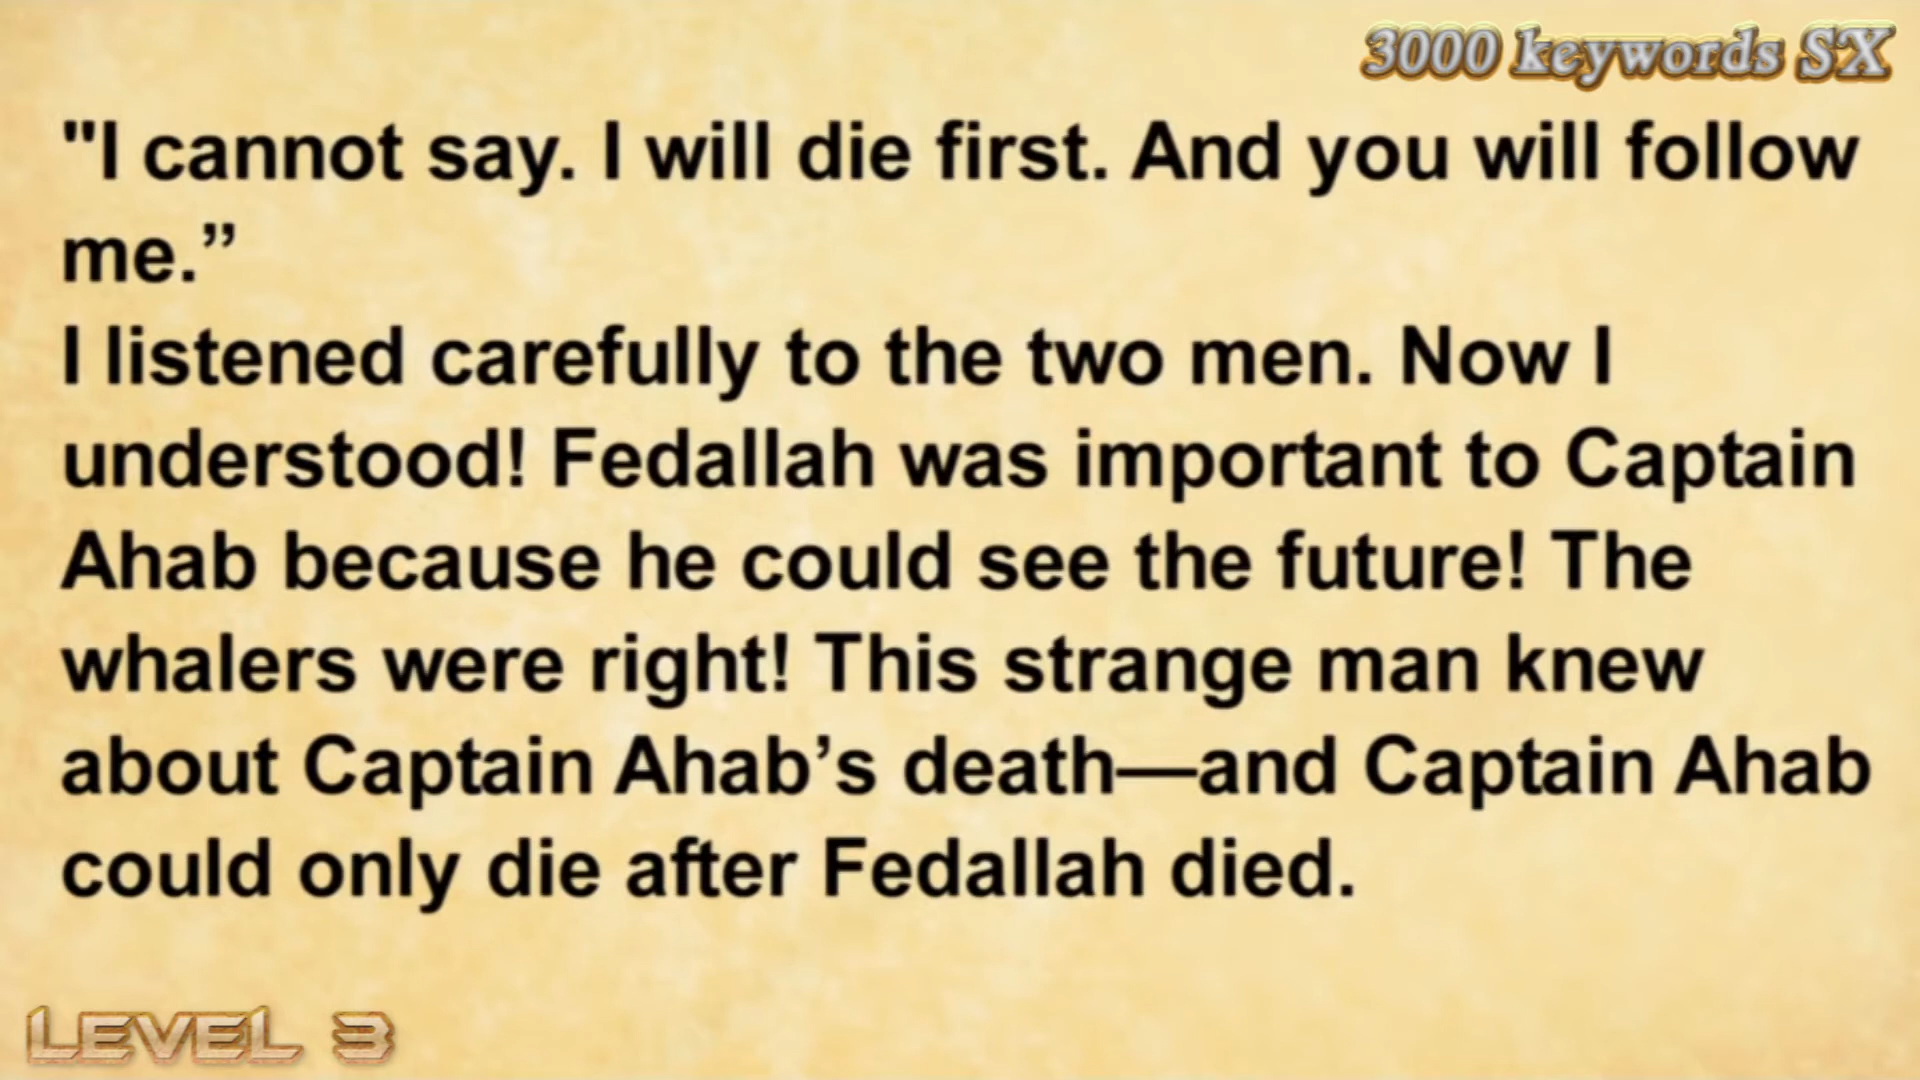 3000 keywords SX
"I cannot say. I will die first. And you will follow
me.”
I listened carefully to the two men. Now I
understood! Fedallah was important to Captain
Ahab because he could see the future! The
whalers were right! This strange man knew
about Captain Ahab’s death—and Captain Ahab
could only die after Fedallah died.
LEVEL 3